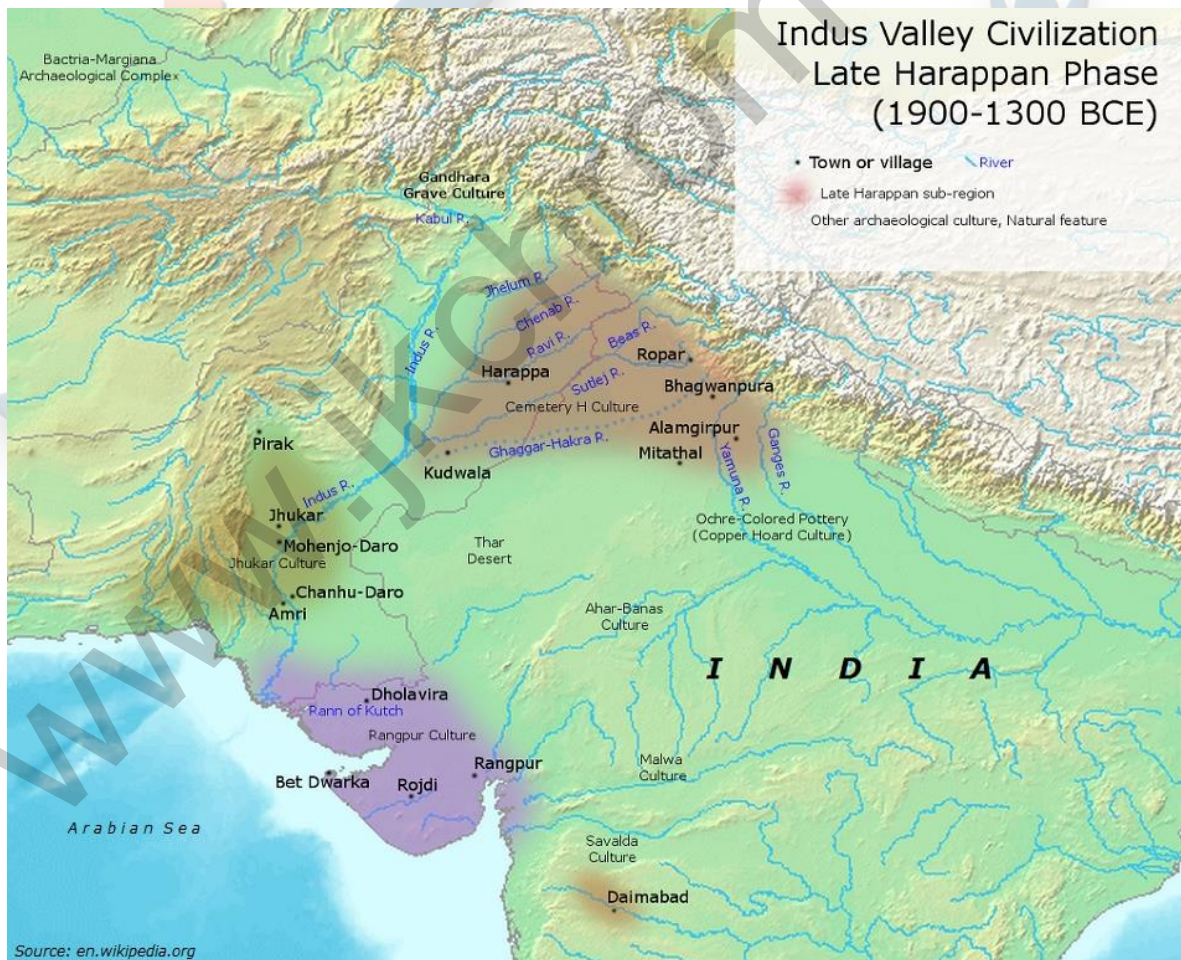 Indus Valley Civilization
Late Harappan Phase
(1900-1300 BCE)
Town or village
River
Late Harappan sub-region
Other archaeological culture, Natural feature
Bactria-Margiana
Archaeological Complex
Gandhara
Grave Culture
Kabul R.
Jhelum R.
Chenab R.
Ravi R.
Beas R.
Indus R.
Ropar
Harappa
Sutlej R.
Bhagwanpura
Cemetery H Culture
Alamgirpur
Ghaggar-Hakra R.
Mitathal
Yamuna R.
Ganges R.
Pirak
Kudwala
Indus R.
Jhukar
Mohenjo-Daro
Jhukar Culture
Thar
Desert
Ochre-Colored Pottery
(Copper Hoard Culture)
Chanhu-Daro
Amri
Ahar-Banas
Culture
INDIA
Dholavira
Rann of Kutch
Rangpur Culture
Rangpur
Bet Dwarka
Rojdi
Malwa
Culture
Arabian Sea
Savalda
Culture
Daimabad
Source: en.wikipedia.org